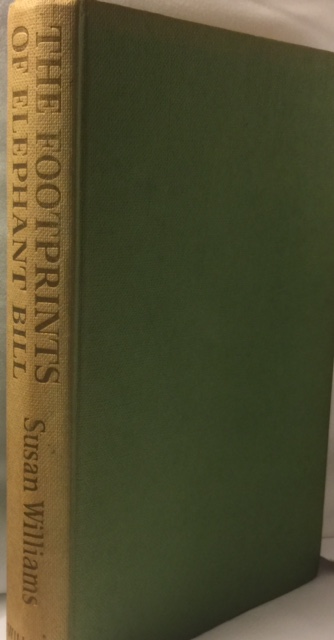 THE FOOTPRINTS
OF ELEPHANT BILL
Susan Williams